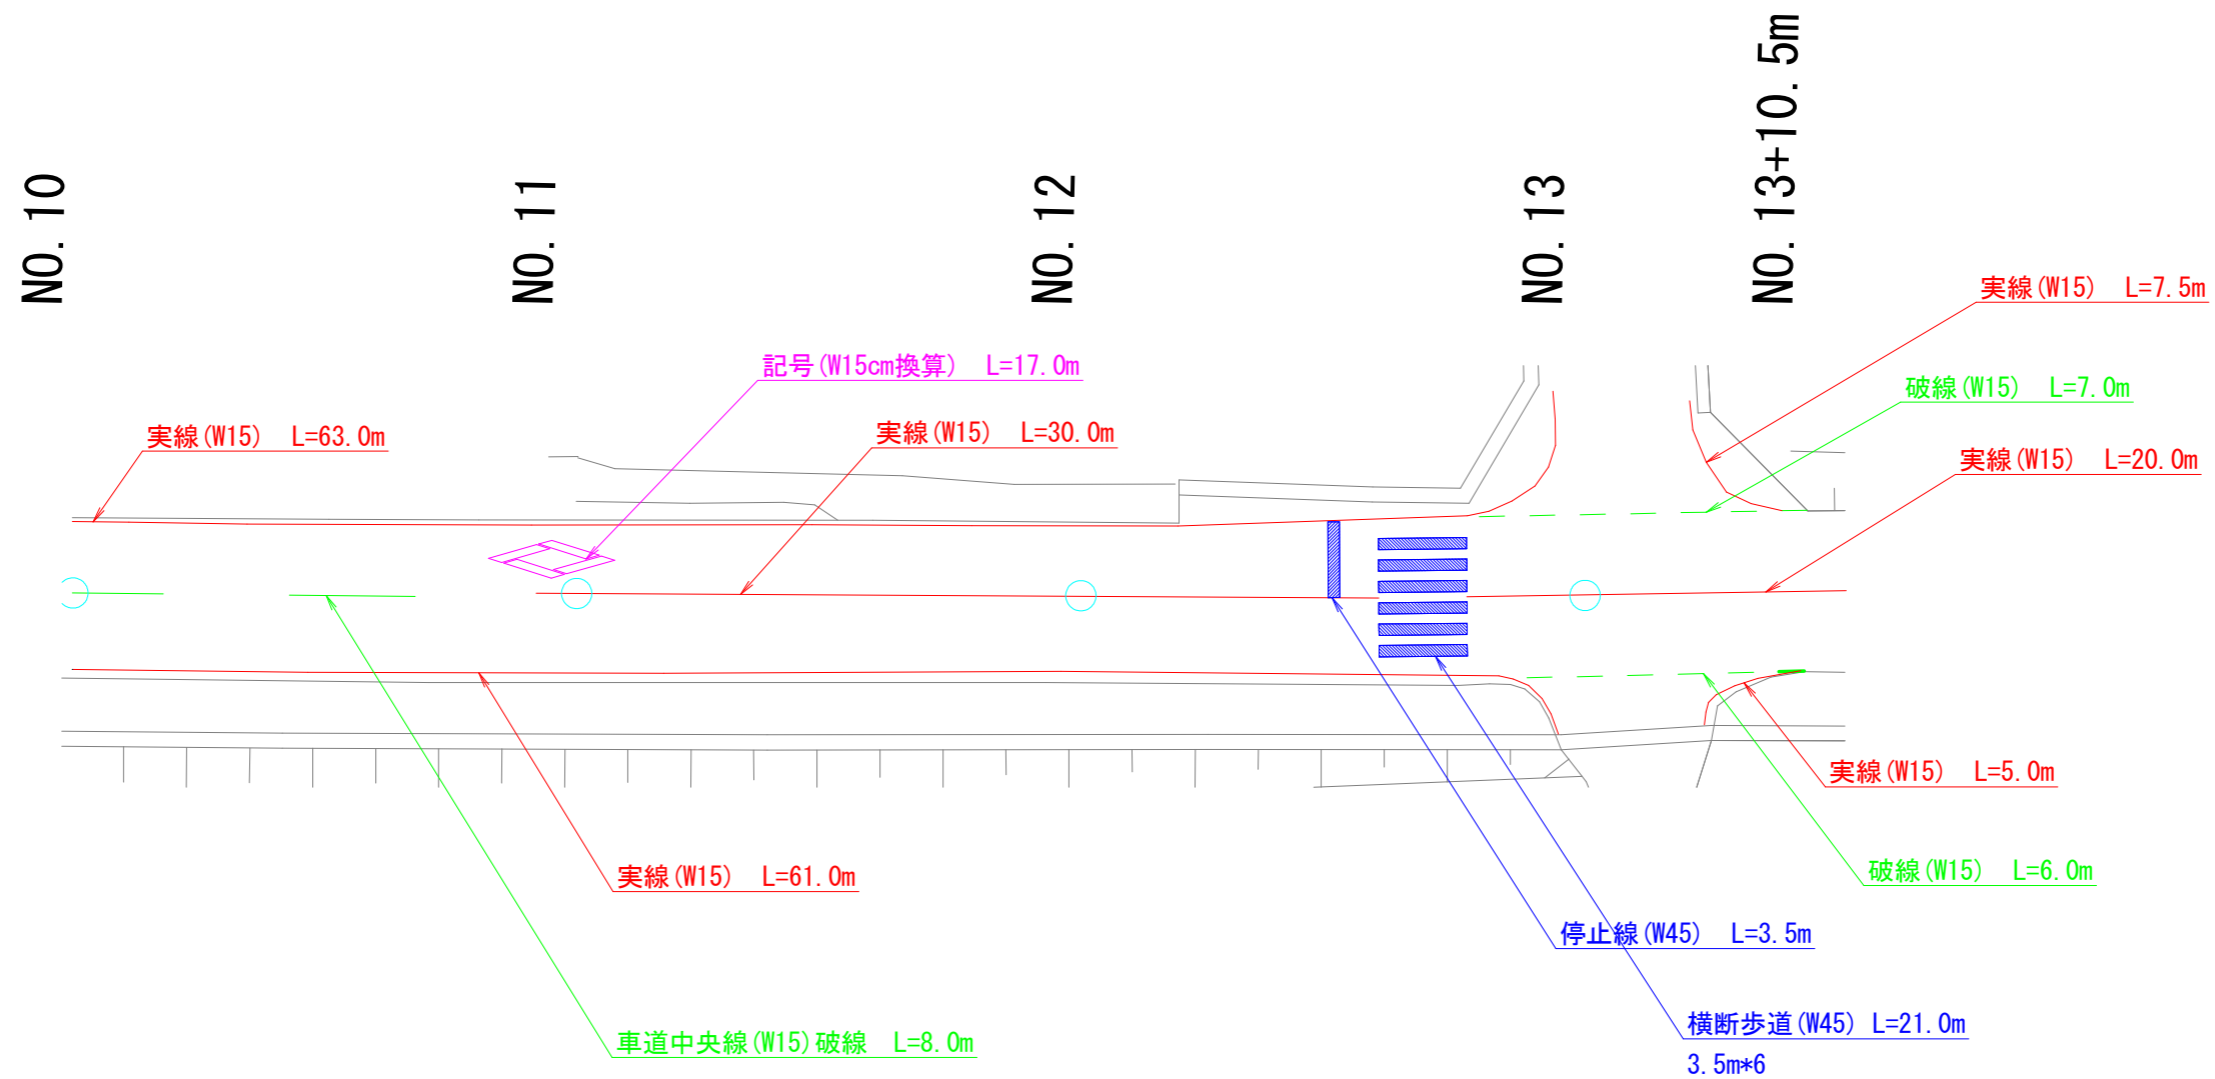 NO. 10
NO. 11
NO. 12
NO. 13
NO. 13+10. 5m
実線(W15) L=7. 5m
記号(W15cm換算) L=17. 0m
破線(W15) L=7. 0m
実線(W15) L=63. 0m
実線(W15) L=30. 0m
実線(W15) L=20. 0m
実線(W15) L=5. 0m
実線(W15) L=61. 0m
破線(W15) L=6. 0m
停止線(W45) L=3. 5m
横断歩道(W45) L=21. 0m
3. 5m*6
車道中央線(W15)破線 L=8. 0m